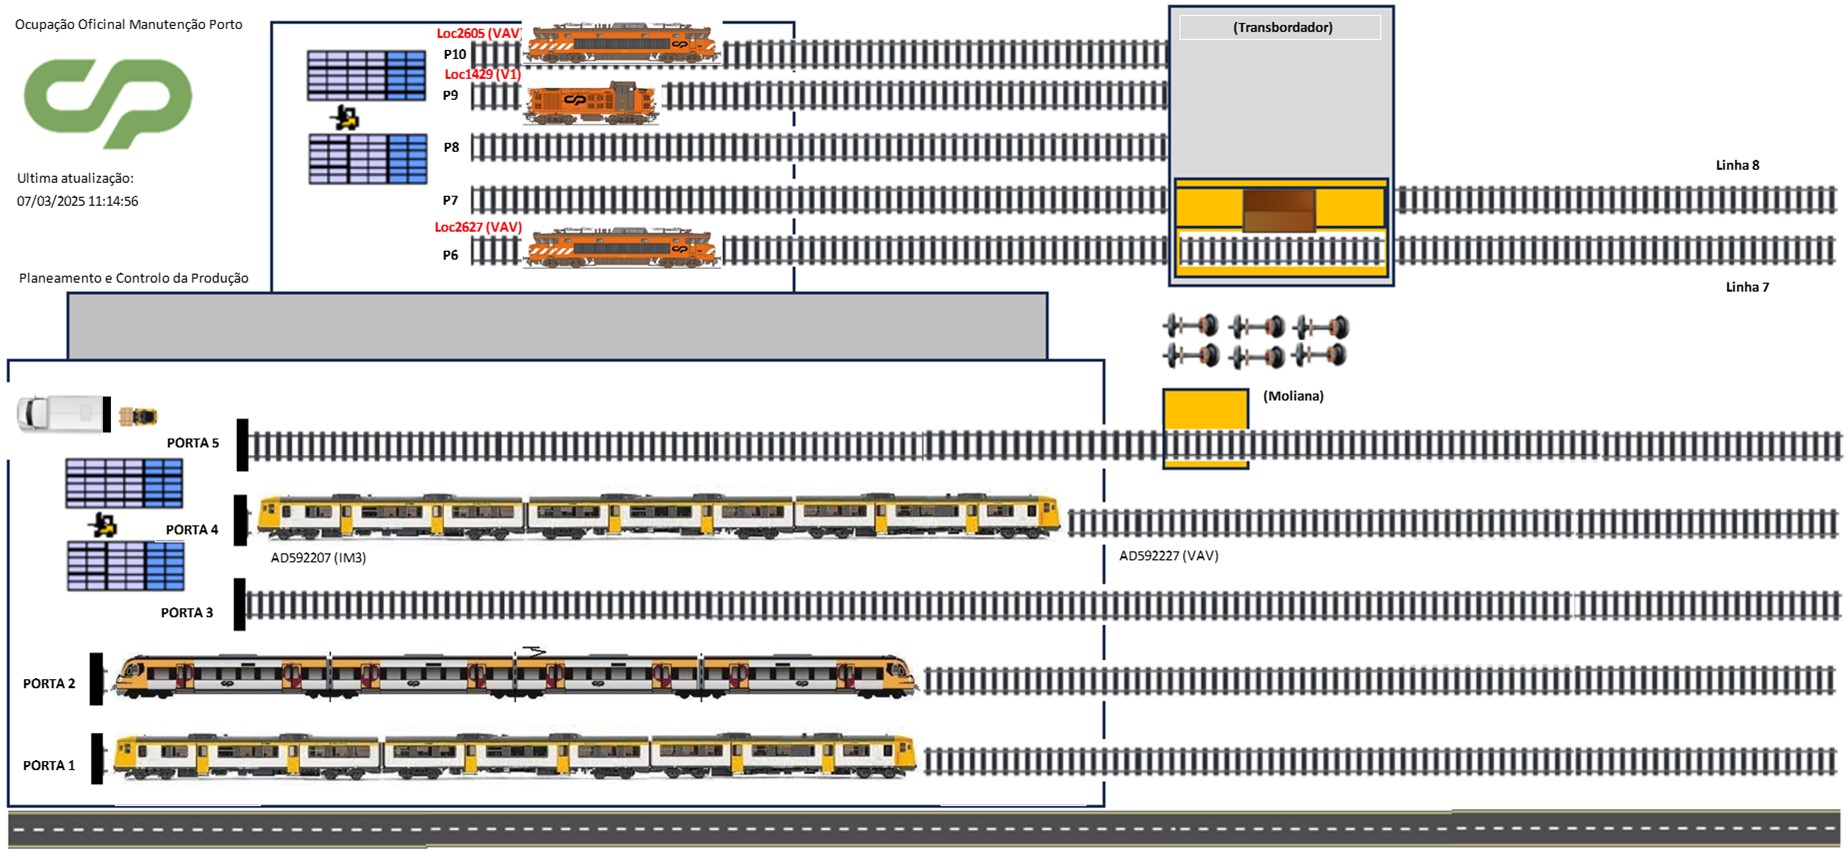 Ocupação Oficinal Manutenção Porto
CP
Ultima atualização:
07/03/2025 11:14:56
Planeamento e Controlo da Produção
Loc2605 (VAV)
P10
Loc1429 (V1)
P9
P8
P7
Loc2627 (VAV)
P6
(Transbordador)
Linha 8
Linha 7
(Moliana)
PORTA 5
PORTA 4
AD592207 (IM3)
AD592227 (VAV)
PORTA 3
PORTA 2
PORTA 1